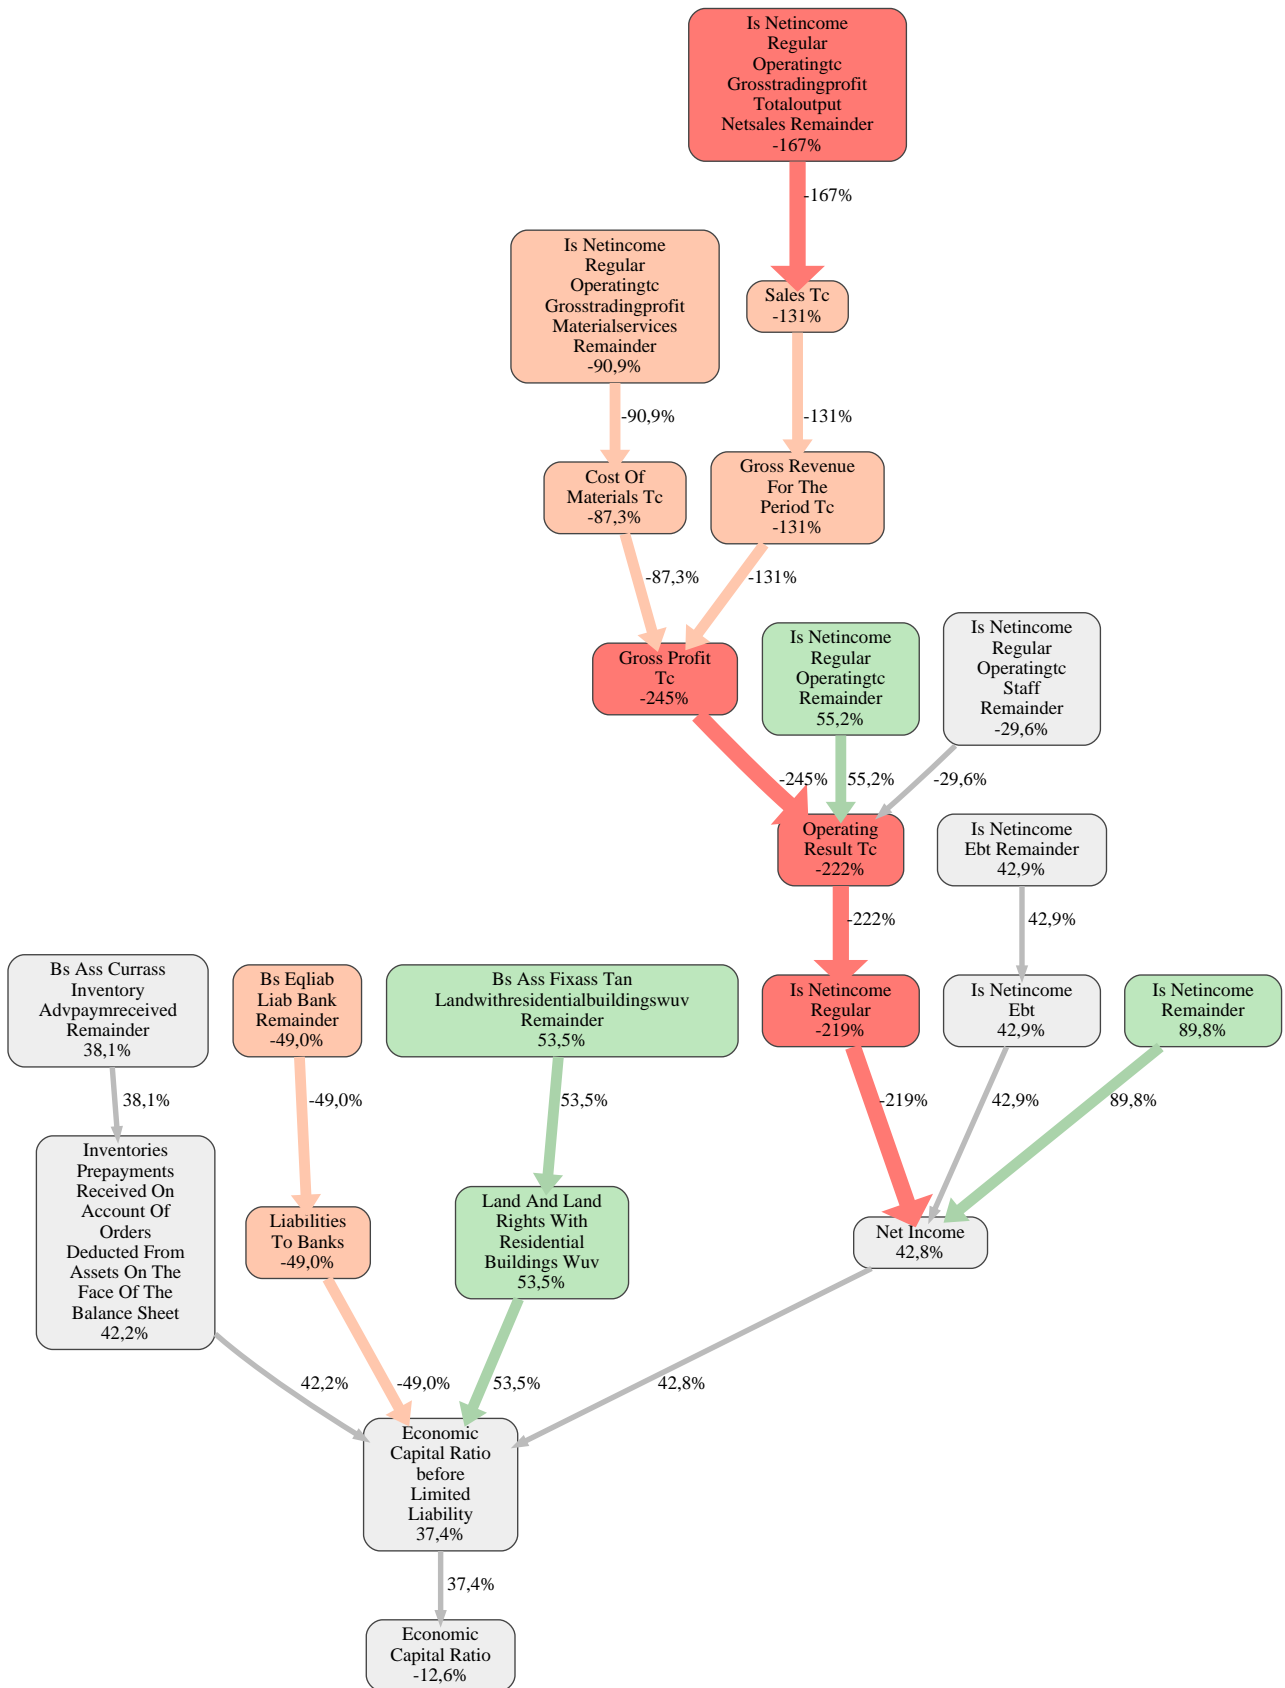 Is Netincome
Regular
Operatingtc
Grosstradingprofit
Totaloutput
Netsales Remainder
-167%
-167%
Is Netincome
Regular
Operatingtc
Grosstradingprofit
Materialservices
Remainder
-90,9%
Sales Tc
-131%
-90,9%
-131%
Cost Of
Materials Tc
-87,3%
Gross Revenue
For The
Period Tc
-131%
-87,3%
-131%
Gross Profit
Tc
-245%
Is Netincome
Regular
Operatingtc
Remainder
55,2%
Is Netincome
Regular
Operatingtc
Staff
Remainder
-29,6%
-245%
55,2%
-29,6%
Operating
Result Tc
-222%
Is Netincome
Ebt Remainder
42,9%
-222%
42,9%
Bs Ass Currass
Inventory
Advpaymreceived
Remainder
38,1%
Bs Eqliab
Liab Bank
Remainder
-49,0%
Bs Ass Fixass Tan
Landwithresidentialbuildingswuv
Remainder
53,5%
Is Netincome
Regular
-219%
Is Netincome
Ebt
42,9%
Is Netincome
Remainder
89,8%
38,1%
-49,0%
53,5%
-219%
42,9%
89,8%
Inventories
Prepayments
Received On
Account Of
Orders
Deducted From
Assets On The
Face Of The
Balance Sheet
42,2%
Liabilities
To Banks
-49,0%
Land And Land
Rights With
Residential
Buildings Wuv
53,5%
Net Income
42,8%
42,2%
-49,0%
53,5%
42,8%
Economic
Capital Ratio
before
Limited
Liability
37,4%
37,4%
Economic
Capital Ratio
-12,6%